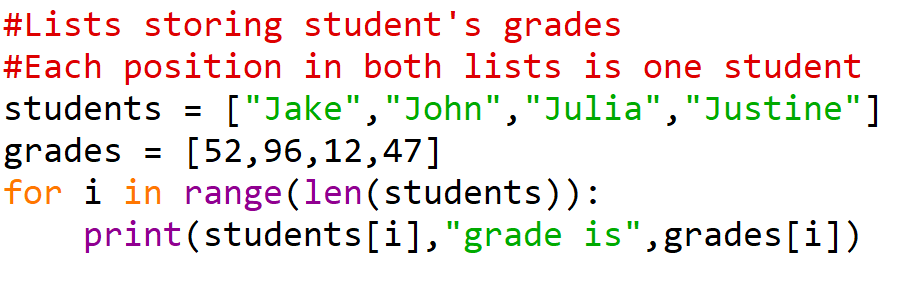 #Lists storing student's grades
#Each position in both lists is one student
students = ["Jake","John","Julia","Justine"]
grades = [52,96,12,47]
for i in range(len(students)):
    print(students[i],"grade is",grades[i])